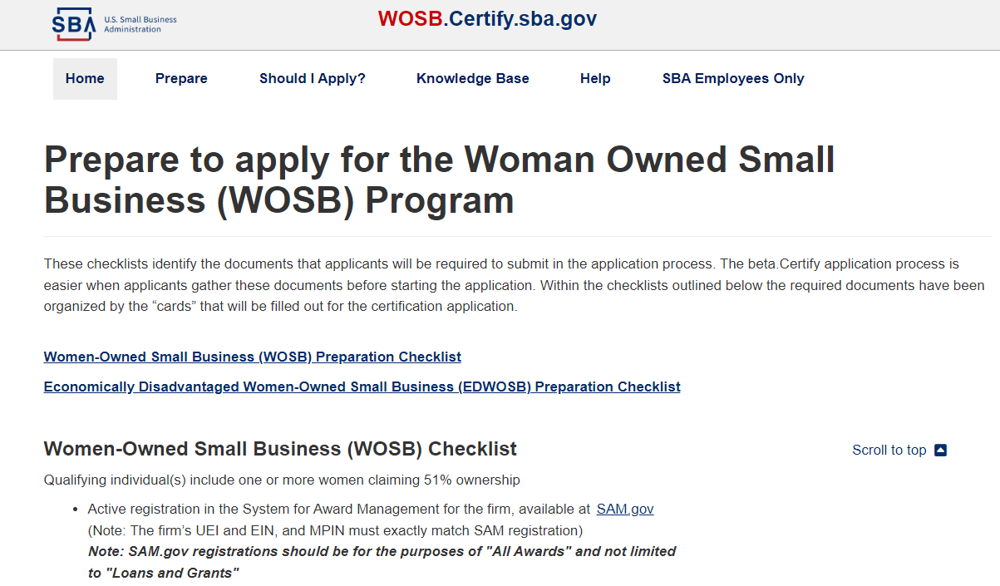 SBA U.S. Small Business
Administration
WOSB.Certify.sba.gov
Home Prepare Should I Apply? Knowledge Base Help SBA Employees Only
Prepare to apply for the Woman Owned Small
Business (WOSB) Program
These checklists identify the documents that applicants will be required to submit in the application process. The beta.Certify application process is
easier when applicants gather these documents before starting the application. Within the checklists outlined below the required documents have been
organized by the “cards” that will be filled out for the certification application.
Women-Owned Small Business (WOSB) Preparation Checklist
Economically Disadvantaged Women-Owned Small Business (EDWOSB) Preparation Checklist
Women-Owned Small Business (WOSB) Checklist
Scroll to top
Qualifying individual(s) include one or more women claiming 51% ownership
• Active registration in the System for Award Management for the firm, available at SAM.gov
(Note: The firm’s UEI and EIN, and MPIN must exactly match SAM registration)
Note: SAM.gov registrations should be for the purposes of "All Awards" and not limited
to "Loans and Grants"